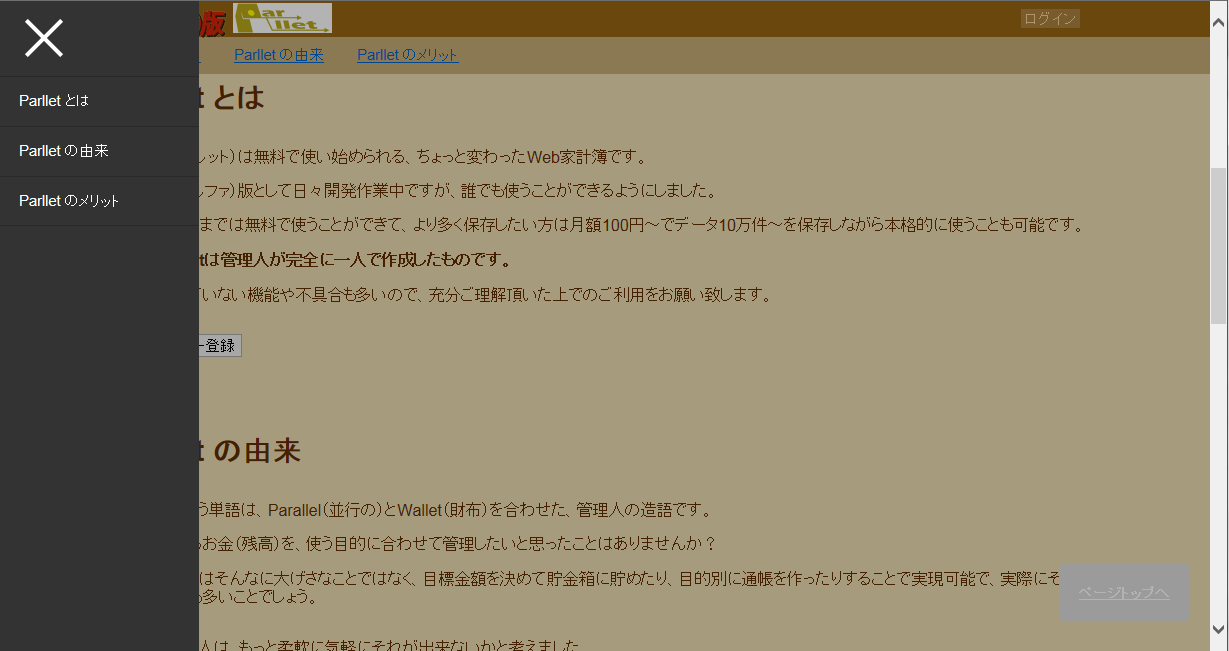 版 Parllet ログイン
Parllet の由来 Parllet のメリット
Parllet とは
Parllet の由来
Parllet のメリット
t とは
レット）は無料で使い始められる、ちょっと変わったWeb家計簿です。
ルファ）版として日々開発作業中ですが、誰でも使うことができるようにしました。
までは無料で使うことができて、より多く保存したい方は月額100円～でデータ10万件～を保存しながら本格的に使うことも可能です。
tは管理人が完全に一人で作成したものです。
いない機能や不具合も多いので、充分ご理解頂いた上でのご利用をお願い致します。
ー登録
t の由来
う単語は、Parallel（並行の）とWallet（財布）を合わせた、管理人の造語です。
お金（残高）を、使う目的に合わせて管理したいと思ったことはありませんか？
はそんなに大げさなことではなく、目標金額を決めて貯金箱に貯めたり、目的別に通帳を作ったりすることで実現可能で、実際にそ
も多いことでしょう。
ページトップへ
人は、もっと柔軟に気軽にそれが出来ないかと考えました